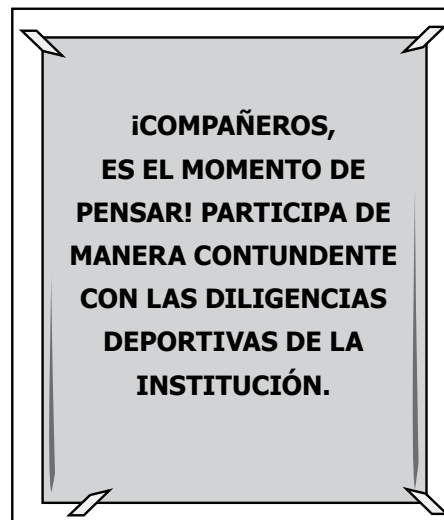 ¡COMPAÑEROS,
ES EL MOMENTO DE
PENSAR! PARTICIPA DE
MANERA CONTUNDENTE
CON LAS DILIGENCIAS
DEPORTIVAS DE LA
INSTITUCIÓN.